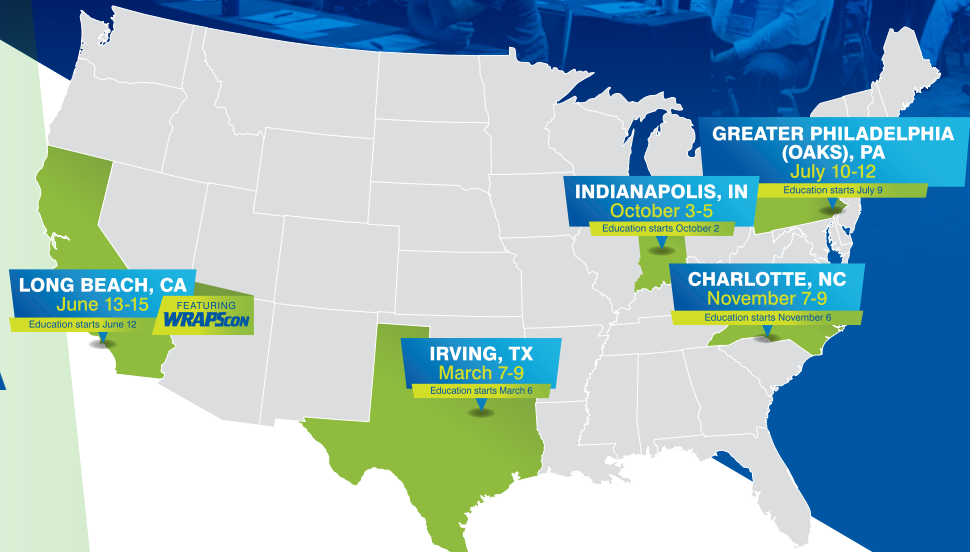 GREATER PHILADELPHIA
(OAKS), PA
July 10-12
Education starts July 9
INDIANAPOLIS, IN
October 3-5
Education starts October 2
LONG BEACH, CA
June 13-15
Education starts June 12
FEATURING
WRAPSCON
CHARLOTTE, NC
November 7-9
Education starts November 6
IRVING, TX
March 7-9
Education starts March 6